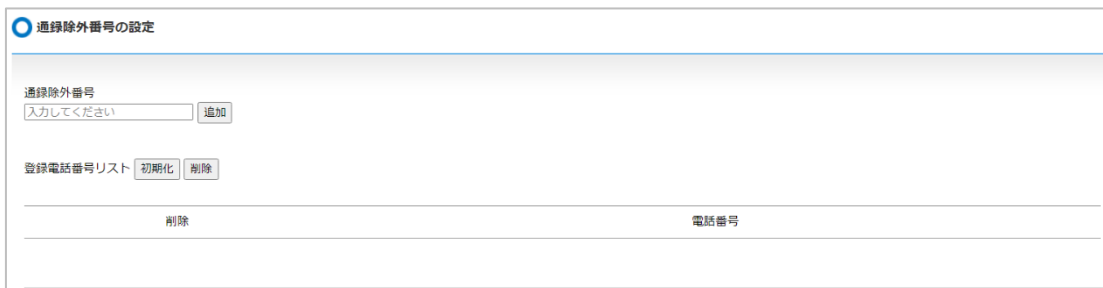 通録除外番号の設定
通録除外番号
入力してください 追加
登録電話番号リスト 初期化 削除
削除 電話番号